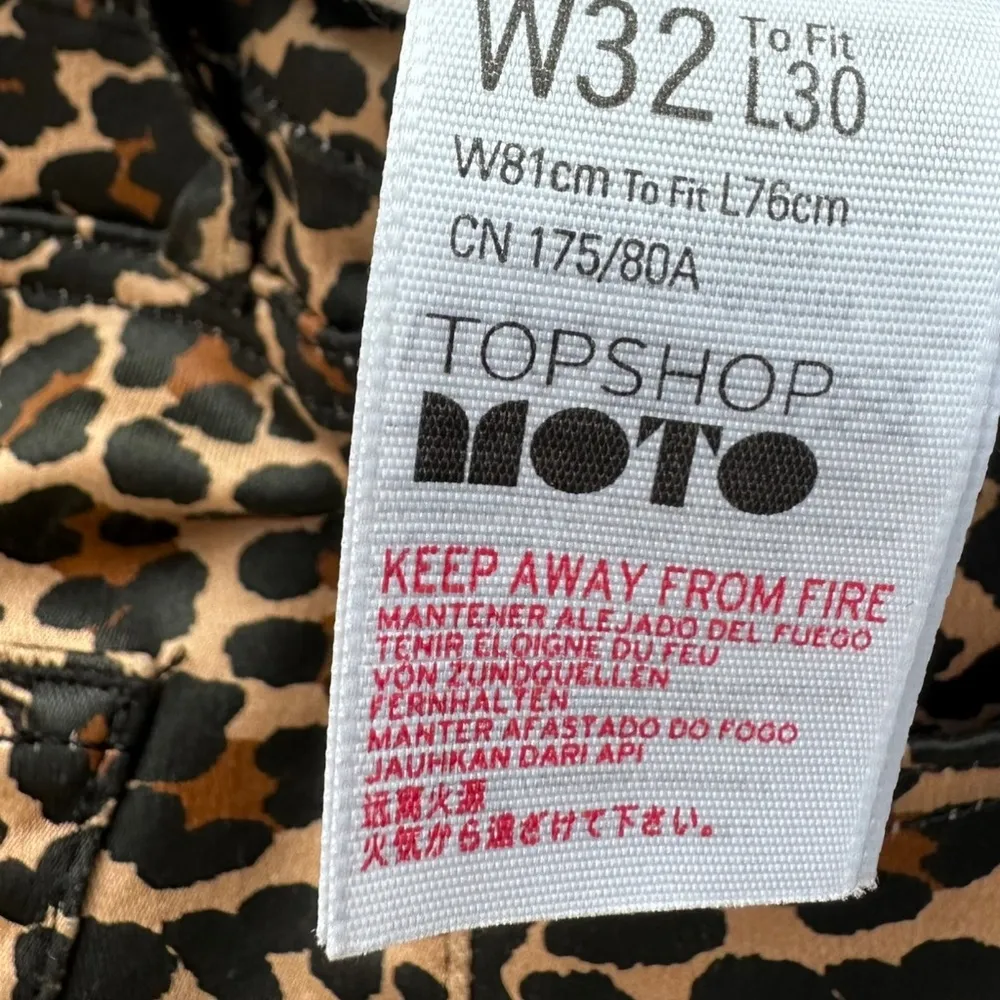 W32 To Fit L30
W81cm To Fit L76cm
CN 175/80A
TOPSHOP
MOTO
KEEP AWAY FROM FIRE
MANTENER ALEJADO DEL FUEGO
TENIR ELOIGNE DU FEU
VON ZUNDQUELLEN
FERNHALTEN
MANTER AFASTADO DO FOGO
JAUHKAN DARI API
远离火源
火気から遠ざけて下さい。